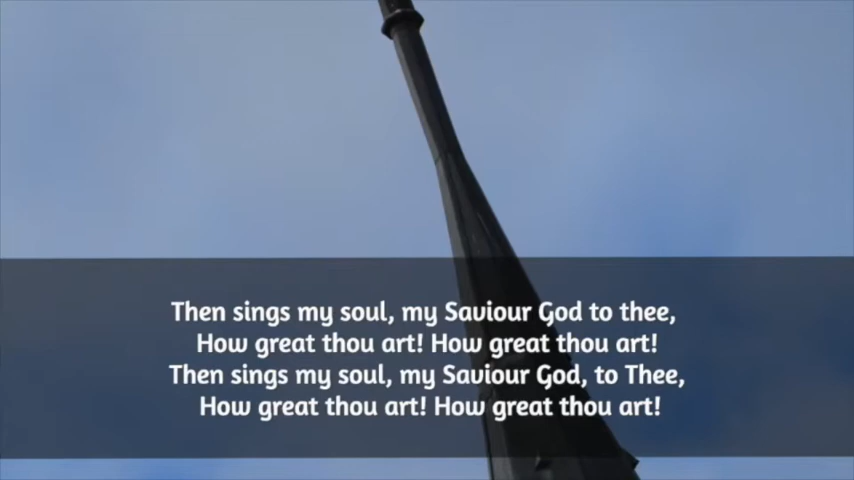 Then sings my soul, my Saviour God to thee,
How great thou art! How great thou art!
Then sings my soul, my Saviour God, to Thee,
How great thou art! How great thou art!